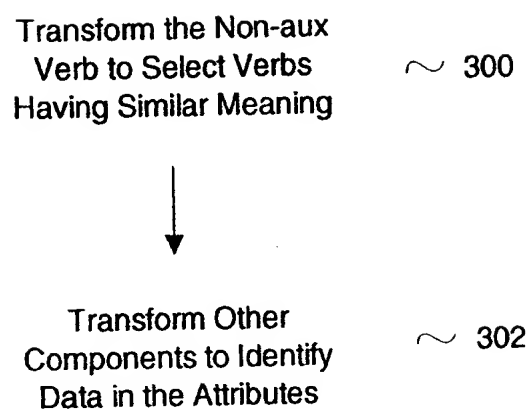 Transform the Non-aux
Verb to Select Verbs
Having Similar Meaning
~ 300
Transform Other
Components to Identify
Data in the Attributes
~ 302